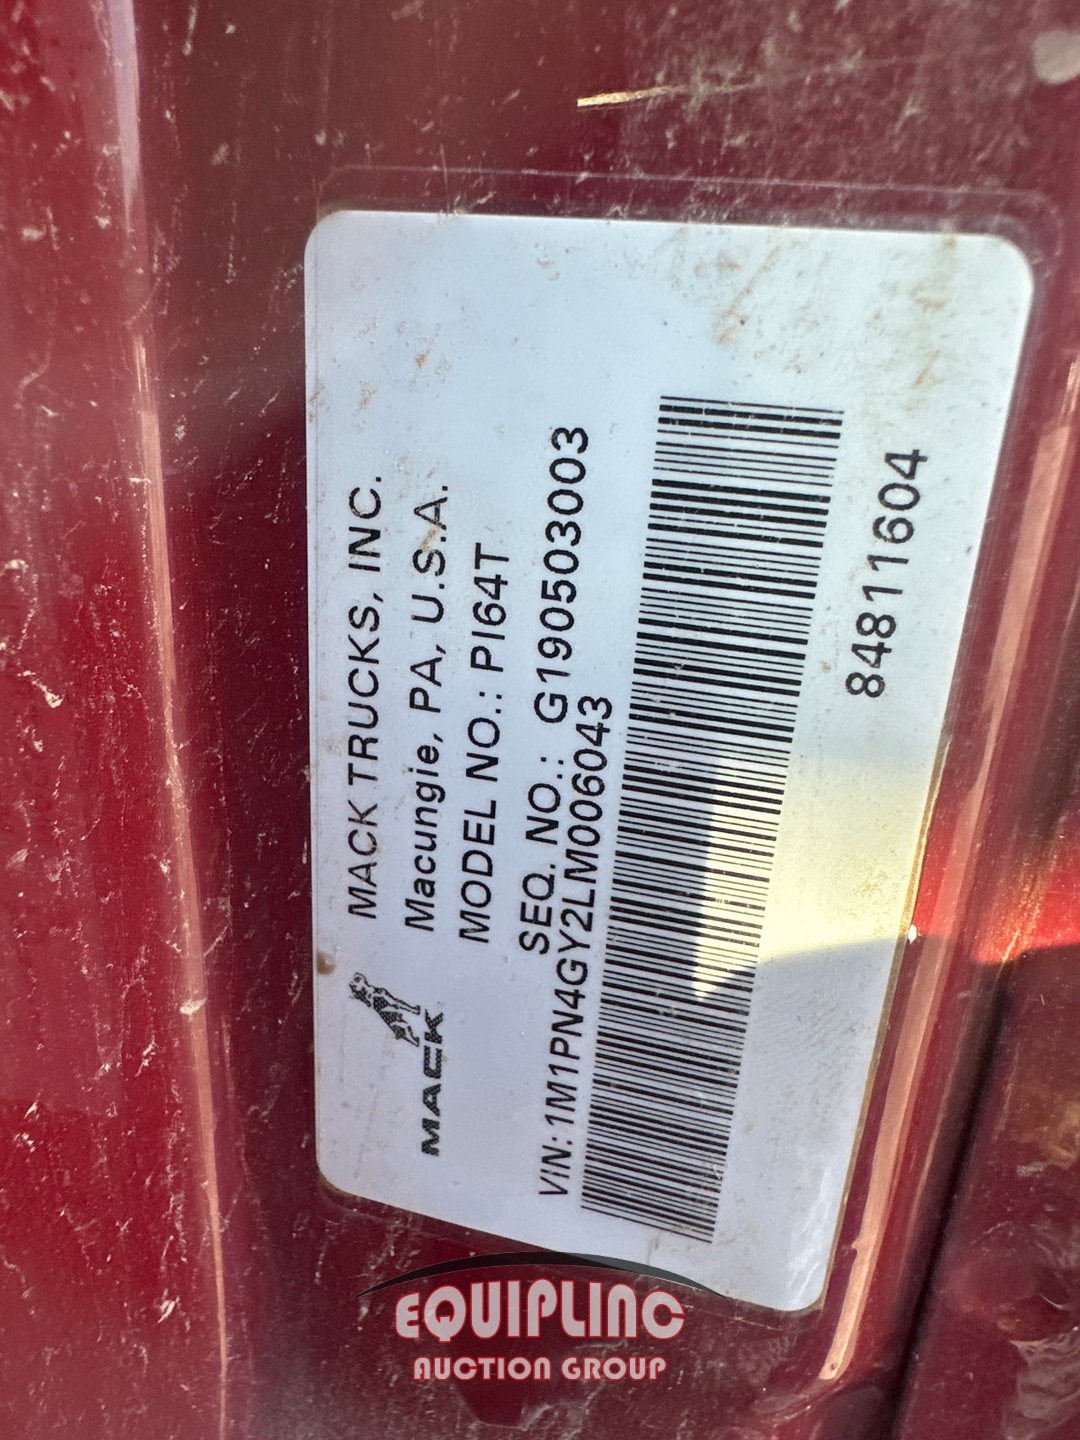 MACK TRUCKS, INC.
Macungie, PA, U.S.A.
MACK
MODEL NO.: PI64T
SEQ. NO.: G190503003
VIN: 1M1PN4GY2LM006043
84811604
EQUIPLINC
AUCTION GROUP